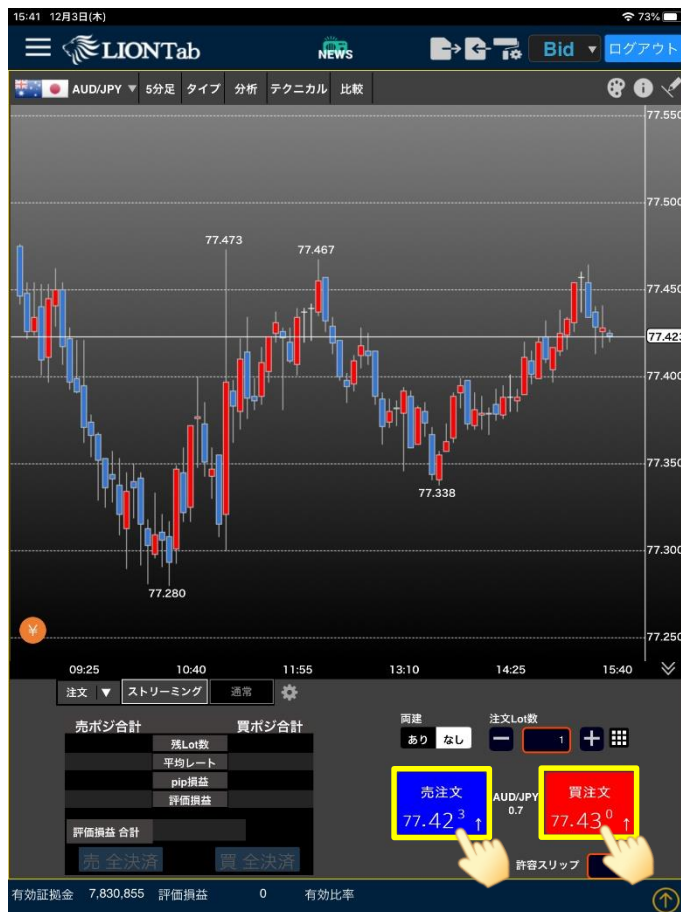 15:41 12月3日(木) 73%
LIONTab NEWS Bid ▼ ログアウト
AUD/JPY ▼ 5分足 タイプ 分析 テクニカル 比較
77.550
77.500
77.473
77.467
77.450
77.423
77.400
77.350
77.338
77.300
77.280
¥
77.250
09:25 10:40 11:55 13:10 14:25 15:40
注文 ▼ ストリーミング 通常
売ポジ合計 買ポジ合計
残Lot数
平均レート
pip損益
評価損益
評価損益 合計
売 全決済 買 全決済
両建 注文Lot数
あり なし − 1 +
売注文 AUD/JPY 買注文
77.42³ ↑ 0.7 77.43⁰ ↑
許容スリップ
有効証拠金 7,830,855 評価損益 0 有効比率